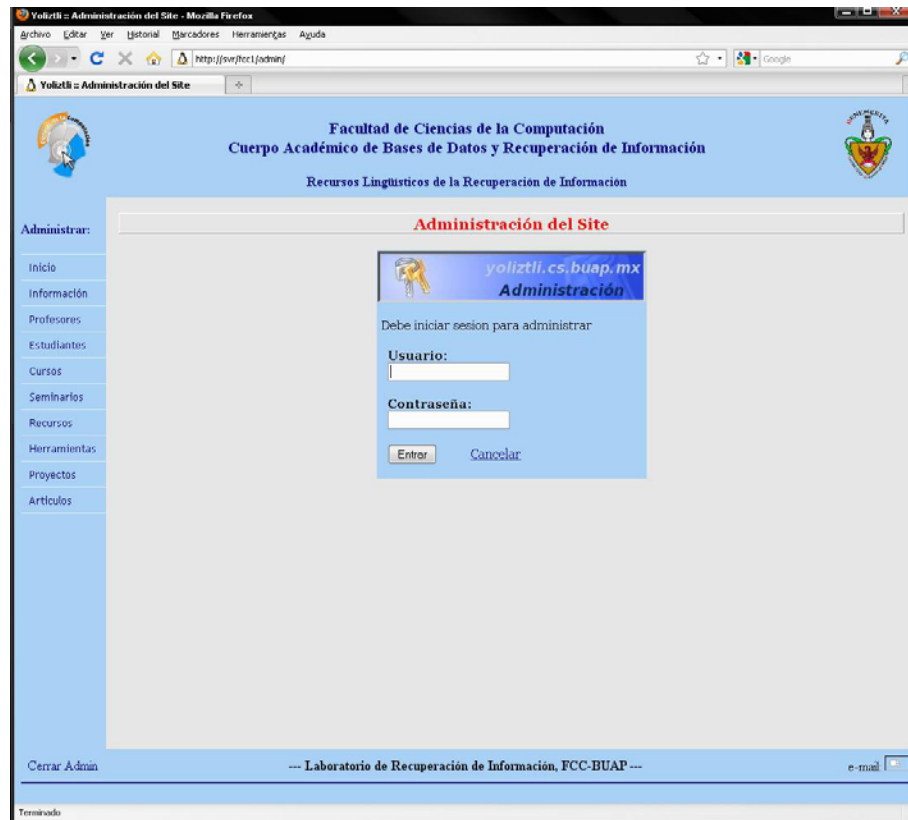 Yoliztli :: Administración del Site - Mozilla Firefox
Archivo Editar Ver Historial Marcadores Herramientas Ayuda
http://svr/fcc1/admin/
Google
Yoliztli :: Administración del Site
Facultad de Ciencias de la Computación
Cuerpo Académico de Bases de Datos y Recuperación de Información
Recursos Lingüisticos de la Recuperación de Información
Administrar:
Inicio
Información
Profesores
Estudiantes
Cursos
Seminarios
Recursos
Herramientas
Proyectos
Artículos
Administración del Site
yoliztli.cs.buap.mx
Administración
Debe iniciar sesion para administrar
Usuario:
Contraseña:
Entrar Cancelar
Cerrar Admin
--- Laboratorio de Recuperación de Información, FCC-BUAP ---
e-mail
Terminado